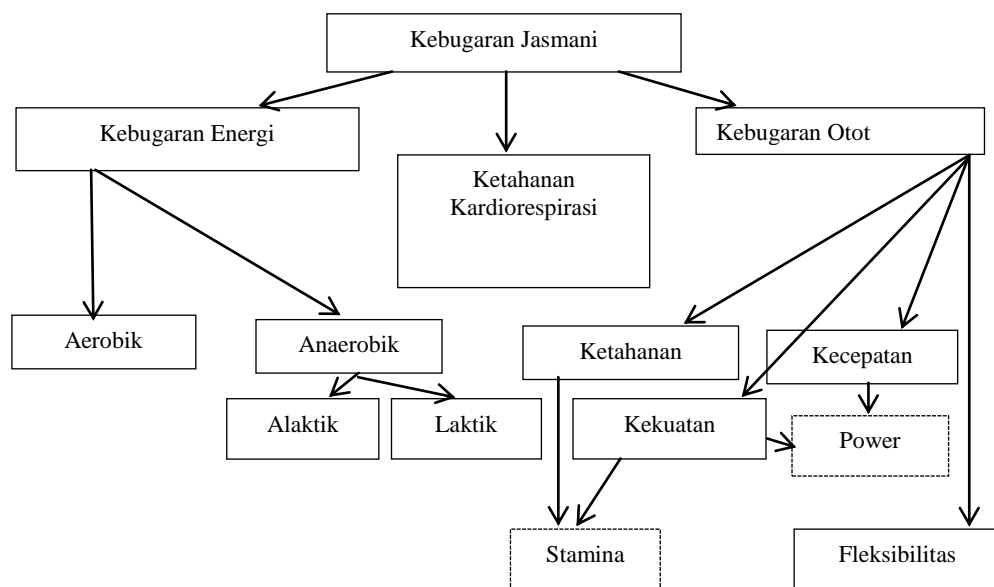 Kebugaran Jasmani
Kebugaran Energi
Kebugaran Otot
Ketahanan
Kardiorespirasi
Aerobik
Anaerobik
Ketahanan
Kecepatan
Alaktik
Laktik
Kekuatan
Power
Stamina
Fleksibilitas